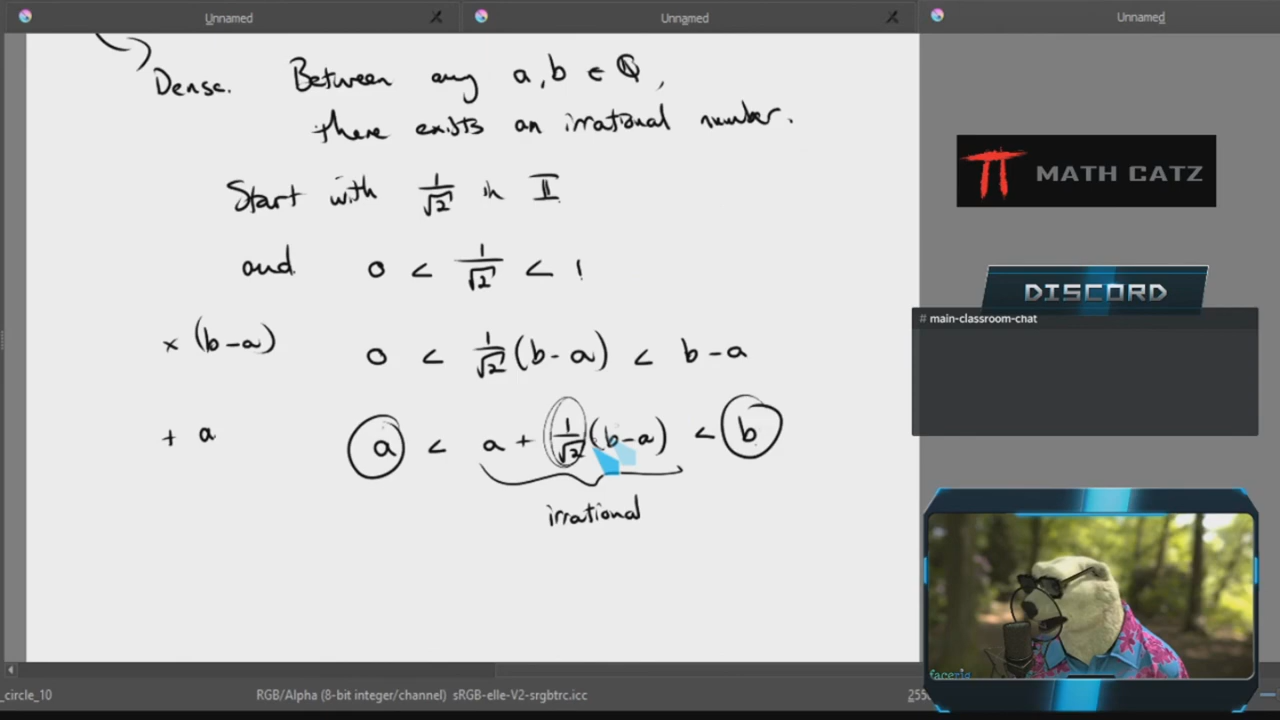 Unnamed
Unnamed
Unnamed
Dense. Between any a, b ∈ ℚ,
there exists an irrational number.
Start with 1/√2 in 𝕀
and 0 < 1/√2 < 1
× (b-a) 0 < 1/√2 (b-a) < b-a
+ a a < a + 1/√2 (b-a) < b
irrational
MATH CATZ
DISCORD
# main-classroom-chat
facerig
_circle_10
RGB/Alpha (8-bit integer/channel) sRGB-elle-V2-srgbtrc.icc
255